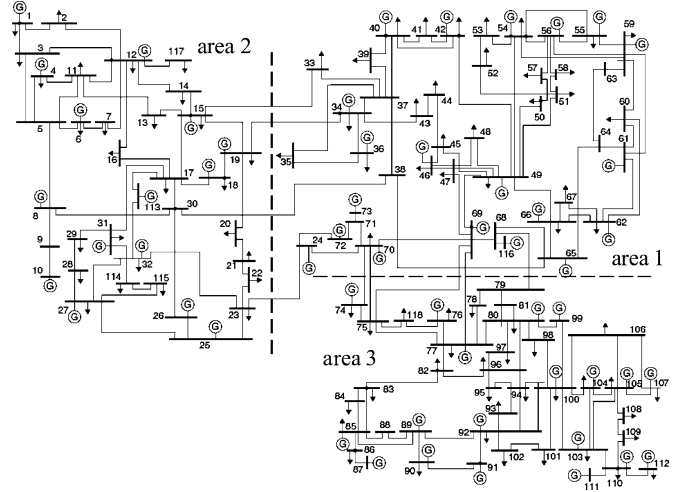 G G G G G 59
1 2 40 41 42 53 54 56 55
3 G 12 G 117 area 2 39 G
4 11 33 57 58 63
14 37 44 52 51
G 15 G 34 G 50 60
5 6 7 13 G 43 48 64 61
16 G 19 35 G 36 G 45 G
17 G 18 38 46 47 G 49 67
G 113 G 66 62
8 31 30 G 73 G 69 68 G
29 G 20 24 71 G
9 G 72 70 116 G 65
28 32 21 22 G G area 1
10 G 114 115 79
G 27 26 G 23 G 74 118 G 76 78 80 81 G G 99
G 25 75 77 G 97 98 106
area 3 82 96 G G G G
84 83 95 94 100 104 105 107
85 88 89 G 92 93 108
G 86 G G G 109
87 G 90 91 102 101 103 G G 112
G 111 110